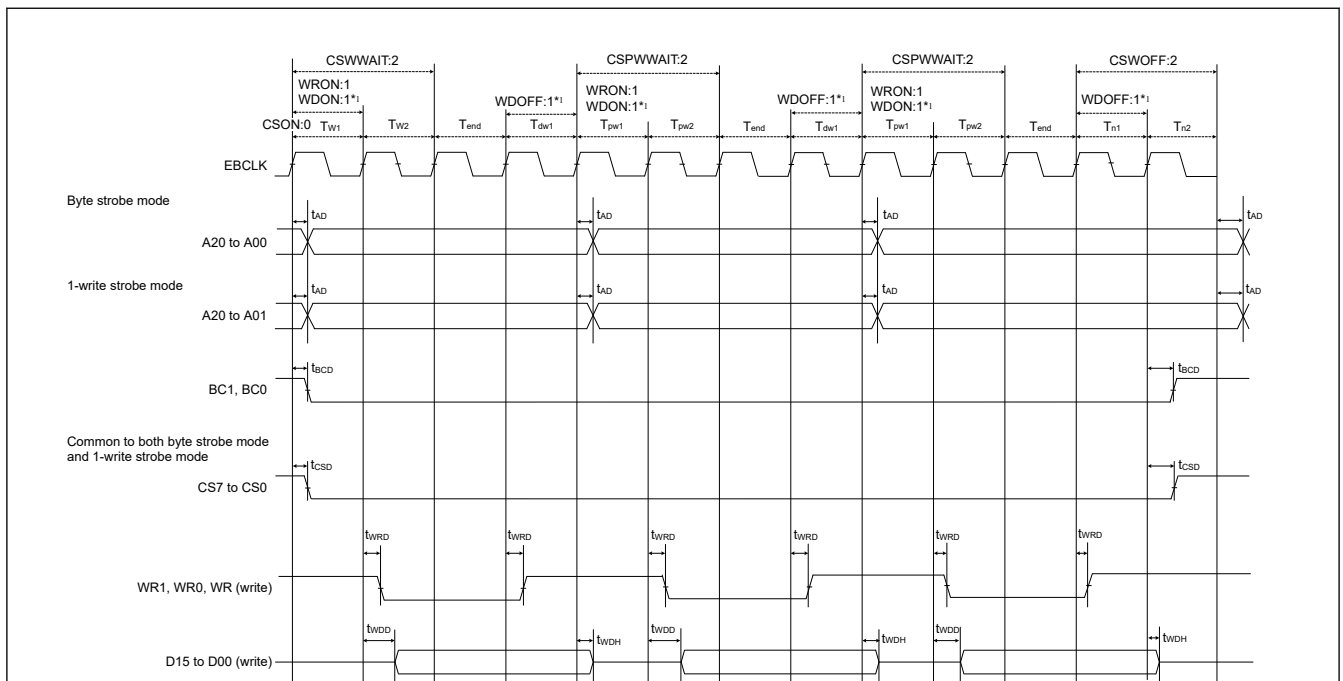 CSWWAIT:2 CSPWWAIT:2 CSPWWAIT:2 CSWOFF:2
WRON:1 WRON:1 WRON:1
WDON:1*1 WDOFF:1*1 WDON:1*1 WDOFF:1*1 WDON:1*1 WDOFF:1*1
CSON:0 TW1 TW2 Tend Tdw1 Tpw1 Tpw2 Tend Tdw1 Tpw1 Tpw2 Tend Tn1 Tn2
EBCLK
Byte strobe mode
tAD tAD tAD tAD
A20 to A00
1-write strobe mode
tAD tAD tAD tAD
A20 to A01
tBCD tBCD
BC1, BC0
Common to both byte strobe mode
and 1-write strobe mode
tCSD tCSD
CS7 to CS0
tWRD tWRD tWRD tWRD tWRD tWRD
WR1, WR0, WR (write)
tWDD tWDH tWDD tWDH tWDD tWDH
D15 to D00 (write)